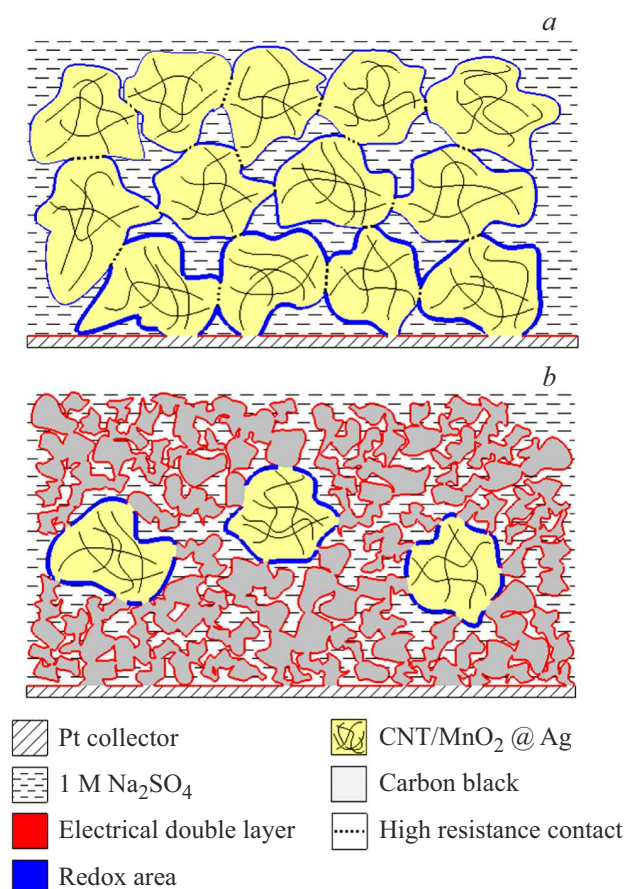 a
b
Pt collector
CNT/MnO₂ @ Ag
1 M Na₂SO₄
Carbon black
Electrical double layer
High resistance contact
Redox area